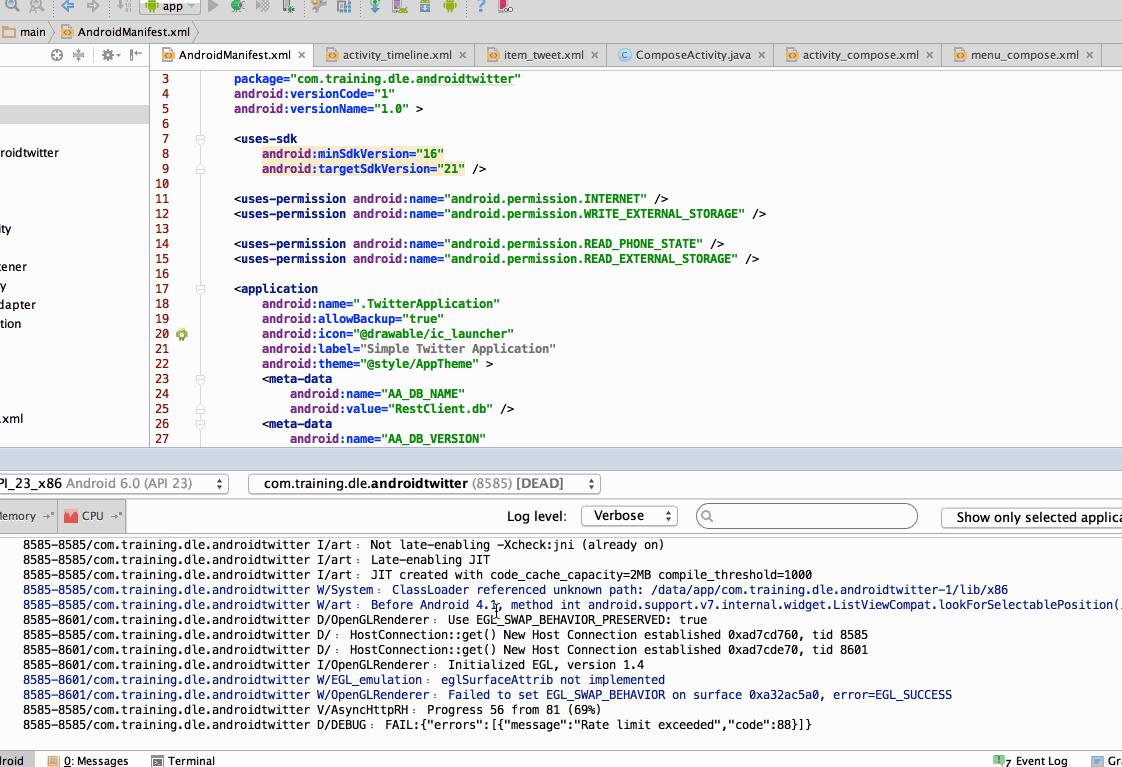 app
main AndroidManifest.xml
AndroidManifest.xml activity_timeline.xml item_tweet.xml ComposeActivity.java activity_compose.xml menu_compose.xml
3 package="com.training.dle.androidtwitter"
4 android:versionCode="1"
5 android:versionName="1.0" >
6
7 <uses-sdk
8 android:minSdkVersion="16"
9 android:targetSdkVersion="21" />
10
11 <uses-permission android:name="android.permission.INTERNET" />
12 <uses-permission android:name="android.permission.WRITE_EXTERNAL_STORAGE" />
13
14 <uses-permission android:name="android.permission.READ_PHONE_STATE" />
15 <uses-permission android:name="android.permission.READ_EXTERNAL_STORAGE" />
16
17 <application
18 android:name=".TwitterApplication"
19 android:allowBackup="true"
20 android:icon="@drawable/ic_launcher"
21 android:label="Simple Twitter Application"
22 android:theme="@style/AppTheme" >
23 <meta-data
24 android:name="AA_DB_NAME"
25 android:value="RestClient.db" />
26 <meta-data
27 android:name="AA_DB_VERSION"
roidtwitter
ity
tener
y
dapter
tion
.xml
PI_23_x86 Android 6.0 (API 23) com.training.dle.androidtwitter (8585) [DEAD]
Memory CPU Log level: Verbose Show only selected applica
8585-8585/com.training.dle.androidtwitter I/art: Not late-enabling -Xcheck:jni (already on)
8585-8585/com.training.dle.androidtwitter I/art: Late-enabling JIT
8585-8585/com.training.dle.androidtwitter I/art: JIT created with code_cache_capacity=2MB compile_threshold=1000
8585-8585/com.training.dle.androidtwitter W/System: ClassLoader referenced unknown path: /data/app/com.training.dle.androidtwitter-1/lib/x86
8585-8585/com.training.dle.androidtwitter W/art: Before Android 4.1, method int android.support.v7.internal.widget.ListViewCompat.lookForSelectablePosition(
8585-8601/com.training.dle.androidtwitter D/OpenGLRenderer: Use EGL_SWAP_BEHAVIOR_PRESERVED: true
8585-8585/com.training.dle.androidtwitter D/: HostConnection::get() New Host Connection established 0xad7cd760, tid 8585
8585-8601/com.training.dle.androidtwitter D/: HostConnection::get() New Host Connection established 0xad7cde70, tid 8601
8585-8601/com.training.dle.androidtwitter I/OpenGLRenderer: Initialized EGL, version 1.4
8585-8601/com.training.dle.androidtwitter W/EGL_emulation: eglSurfaceAttrib not implemented
8585-8601/com.training.dle.androidtwitter W/OpenGLRenderer: Failed to set EGL_SWAP_BEHAVIOR on surface 0xa32ac5a0, error=EGL_SUCCESS
8585-8585/com.training.dle.androidtwitter V/AsyncHttpRH: Progress 56 from 81 (69%)
8585-8585/com.training.dle.androidtwitter D/DEBUG: FAIL:{"errors":[{"message":"Rate limit exceeded","code":88}]}
roid 0: Messages Terminal 7 Event Log Gr